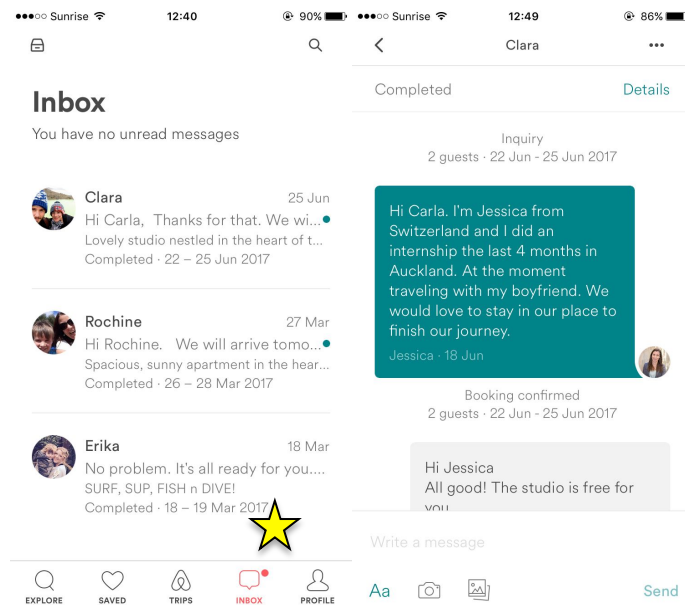 Sunrise 12:40 90%
Inbox
You have no unread messages
Clara 25 Jun
Hi Carla, Thanks for that. We wi...
Lovely studio nestled in the heart of t...
Completed · 22 – 25 Jun 2017
Rochine 27 Mar
Hi Rochine. We will arrive tomo...
Spacious, sunny apartment in the hear...
Completed · 26 – 28 Mar 2017
Erika 18 Mar
No problem. It's all ready for you....
SURF, SUP, FISH n DIVE!
Completed · 18 – 19 Mar 2017
EXPLORE SAVED TRIPS INBOX PROFILE
Sunrise 12:49 86%
Clara
Completed Details
Inquiry
2 guests · 22 Jun - 25 Jun 2017
Hi Carla. I'm Jessica from
Switzerland and I did an
internship the last 4 months in
Auckland. At the moment
traveling with my boyfriend. We
would love to stay in our place to
finish our journey.
Jessica · 18 Jun
Booking confirmed
2 guests · 22 Jun - 25 Jun 2017
Hi Jessica
All good! The studio is free for
you
Write a message
Aa Send